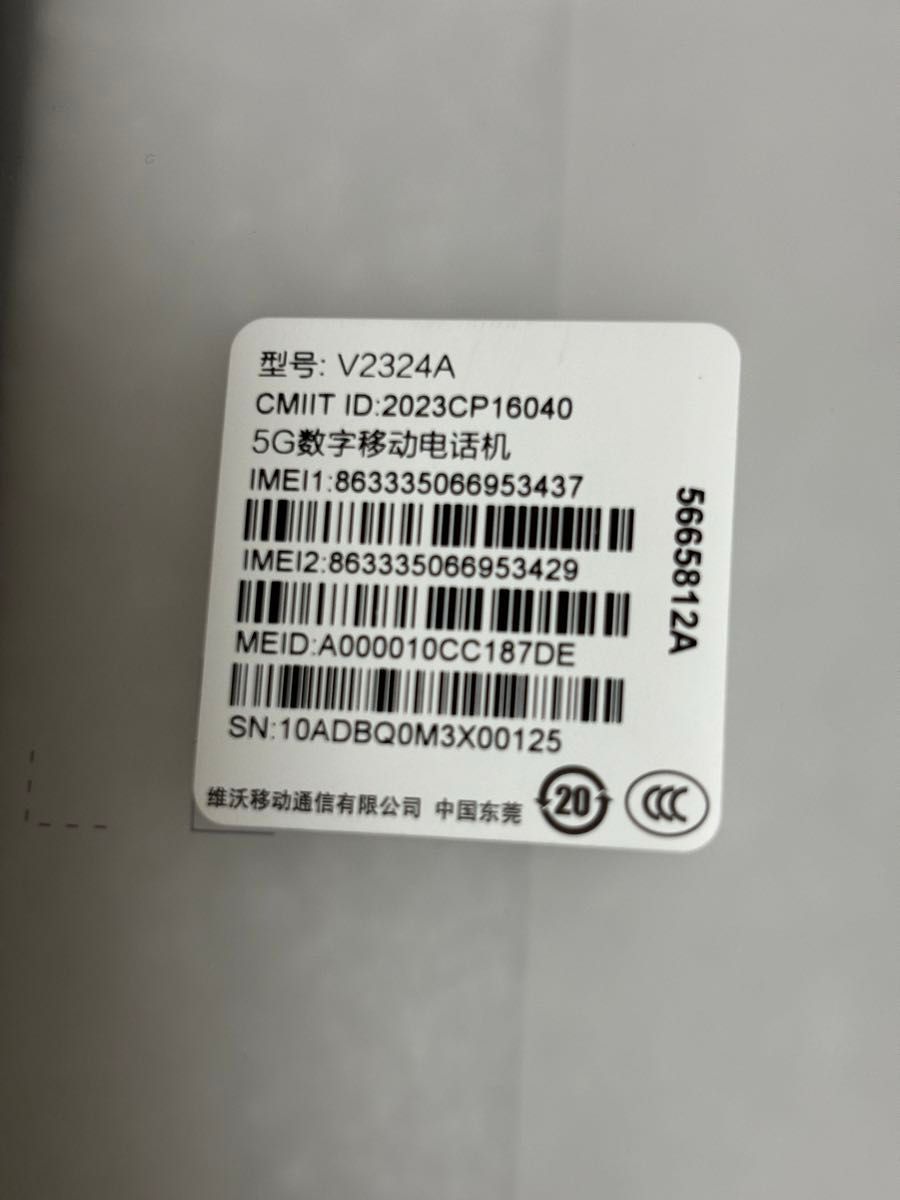 型号: V2324A
CMIIT ID:2023CP16040
5G数字移动电话机
IMEI1:863335066953437
IMEI2:863335066953429
MEID:A000010CC187DE
SN:10ADBQ0M3X00125
维沃移动通信有限公司 中国东莞
20
CCC
5665812A